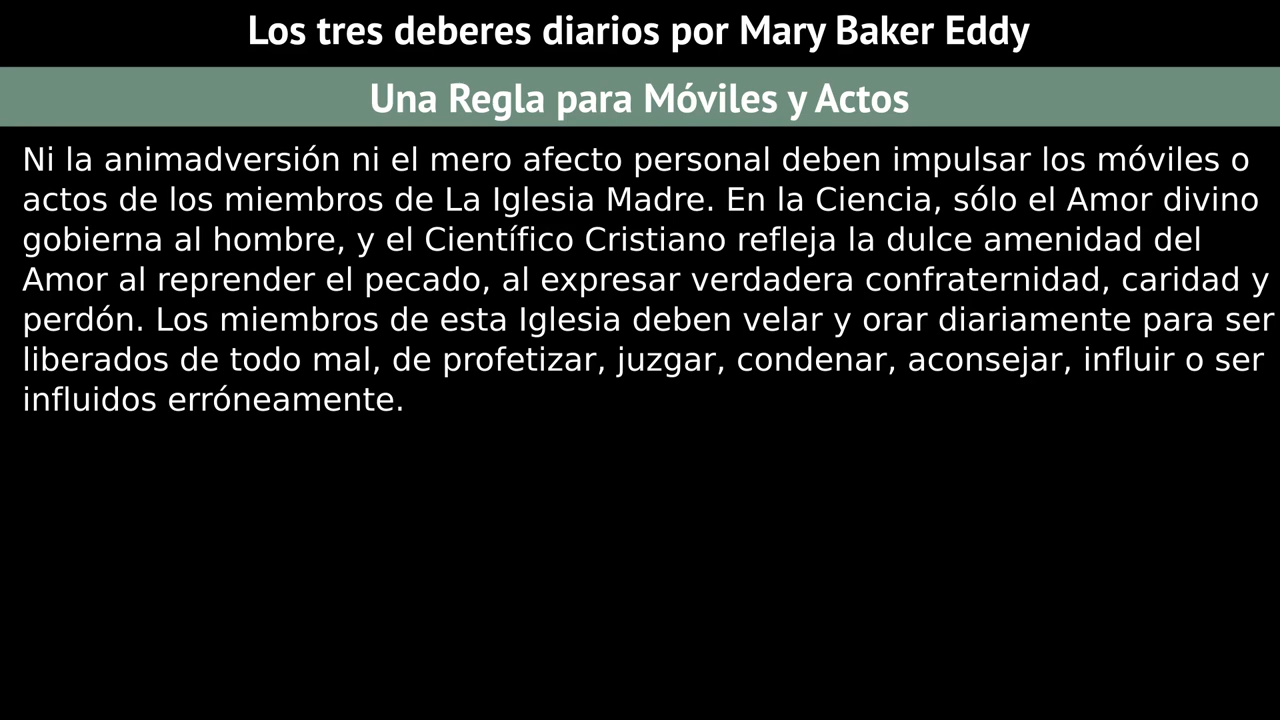 Los tres deberes diarios por Mary Baker Eddy
Una Regla para Móviles y Actos
Ni la animadversión ni el mero afecto personal deben impulsar los móviles o
actos de los miembros de La Iglesia Madre. En la Ciencia, sólo el Amor divino
gobierna al hombre, y el Científico Cristiano refleja la dulce amenidad del
Amor al reprender el pecado, al expresar verdadera confraternidad, caridad y
perdón. Los miembros de esta Iglesia deben velar y orar diariamente para ser
liberados de todo mal, de profetizar, juzgar, condenar, aconsejar, influir o ser
influidos erróneamente.